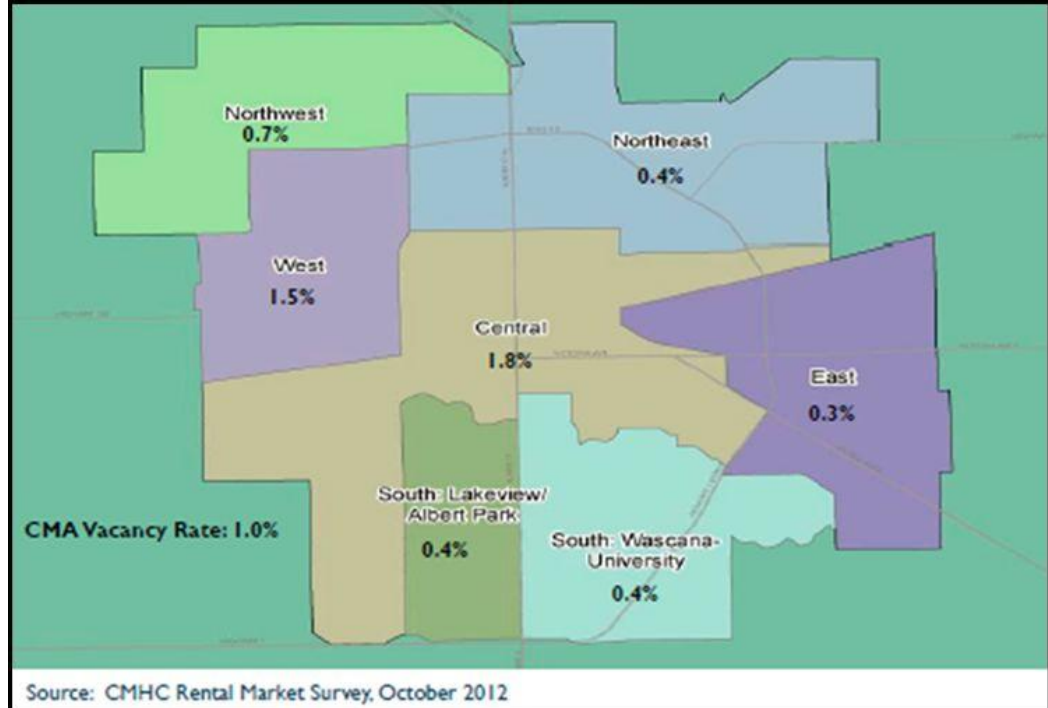 Northwest
0.7%
Northeast
0.4%
West
1.5%
Central
1.8%
East
0.3%
South: Lakeview/
Albert Park
0.4%
South: Wascana-
University
0.4%
CMA Vacancy Rate: 1.0%
Source: CMHC Rental Market Survey, October 2012